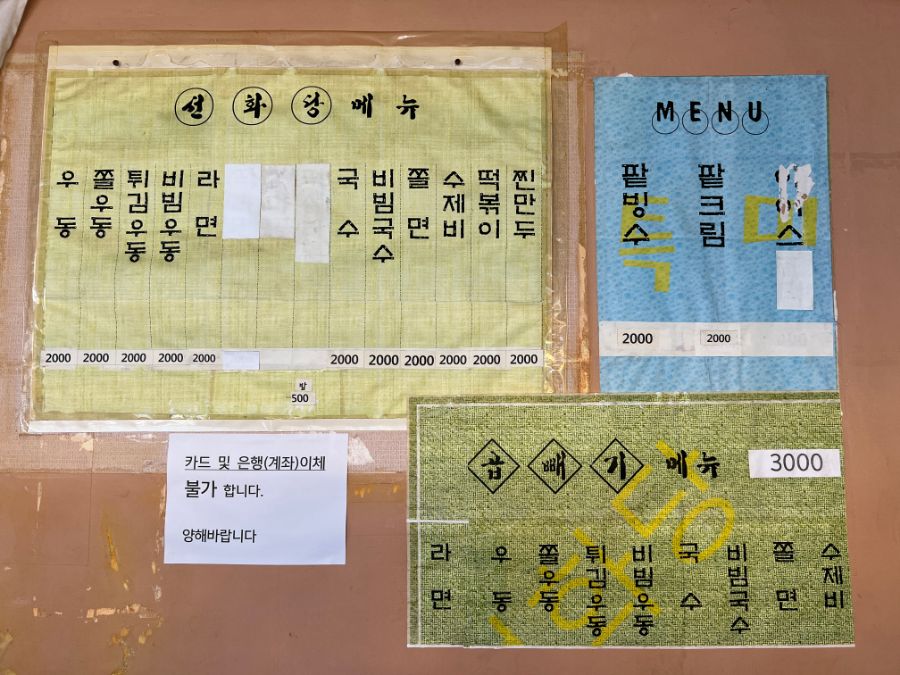 선화당 메뉴
우동
쫄우동
튀김우동
비빔우동
라면
국수
비빔국수
쫄면
수제비
떡볶이
찐만두
2000 2000 2000 2000 2000 2000 2000 2000 2000 2000 2000
밥
500
MENU
팥빙수
팥크림
스
특 미
2000 2000
카드 및 은행(계좌)이체
불가 합니다.
양해바랍니다
곱빼기 메뉴 3000
라면
우동
쫄우동
튀김우동
비빔우동
국수
비빔국수
쫄면
수제비
화당